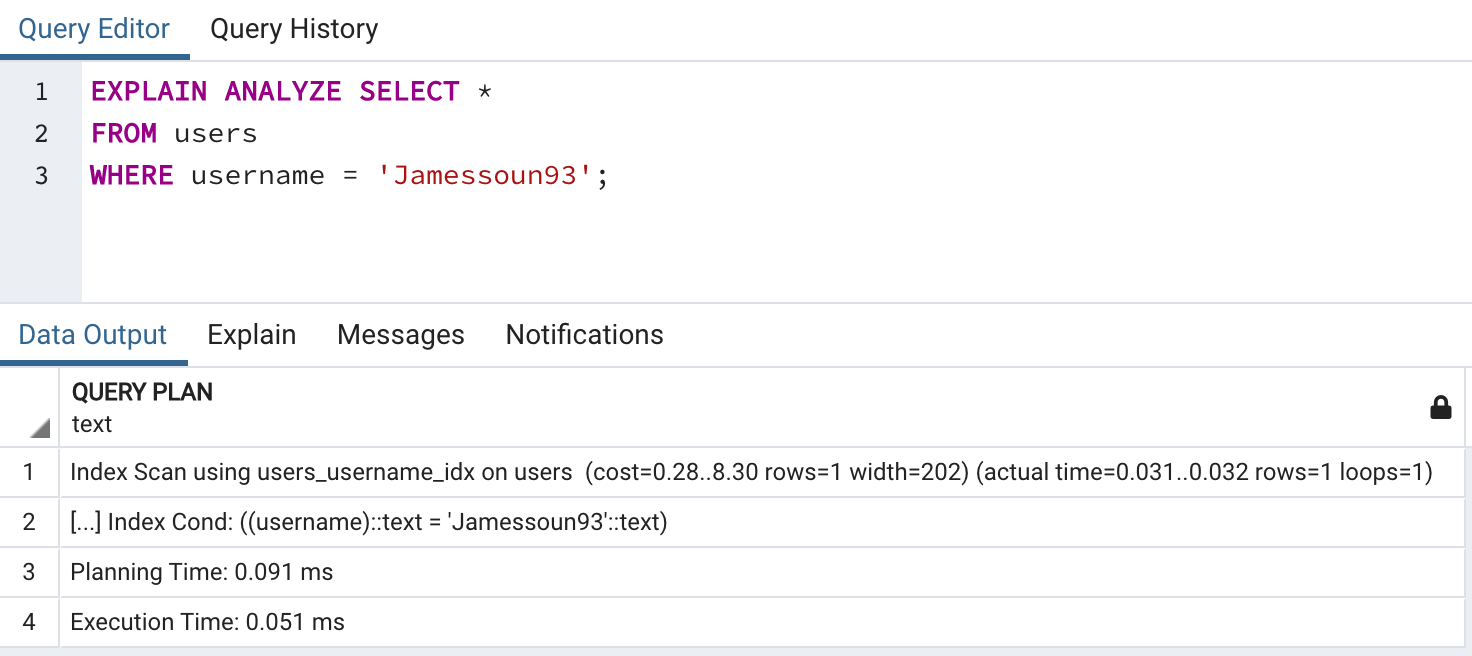 Query Editor Query History
1 EXPLAIN ANALYZE SELECT *
2 FROM users
3 WHERE username = 'Jamessoun93';
Data Output Explain Messages Notifications
QUERY PLAN
text
1 Index Scan using users_username_idx on users  (cost=0.28..8.30 rows=1 width=202) (actual time=0.031..0.032 rows=1 loops=1)
2 [...] Index Cond: ((username)::text = 'Jamessoun93'::text)
3 Planning Time: 0.091 ms
4 Execution Time: 0.051 ms